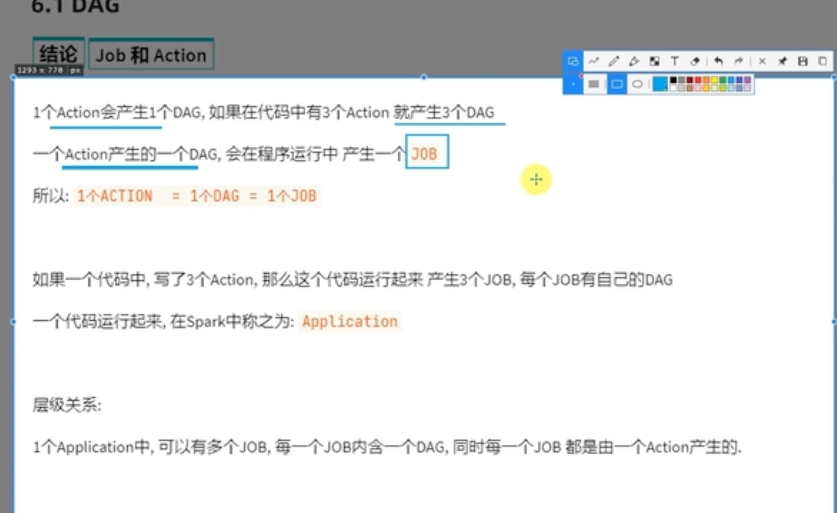 6.1 DAG
结论 Job 和 Action
1293 x 770 px
1个Action会产生1个DAG, 如果在代码中有3个Action 就产生3个DAG
一个Action产生的一个DAG, 会在程序运行中 产生一个 JOB
所以: 1个ACTION = 1个DAG = 1个JOB
如果一个代码中, 写了3个Action, 那么这个代码运行起来 产生3个JOB, 每个JOB有自己的DAG
一个代码运行起来, 在Spark中称之为: Application
层级关系:
1个Application中, 可以有多个JOB, 每一个JOB内含一个DAG, 同时每一个JOB 都是由一个Action产生的.